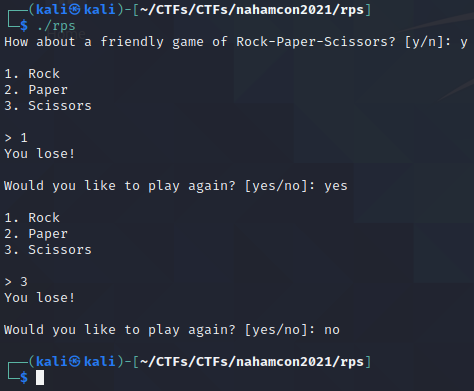 ┌──(kali㉿kali)-[~/CTFs/CTFs/nahamcon2021/rps]
└─$ ./rps
How about a friendly game of Rock-Paper-Scissors? [y/n]: y
1. Rock
2. Paper
3. Scissors
> 1
You lose!
Would you like to play again? [yes/no]: yes
1. Rock
2. Paper
3. Scissors
> 3
You lose!
Would you like to play again? [yes/no]: no
┌──(kali㉿kali)-[~/CTFs/CTFs/nahamcon2021/rps]
└─$